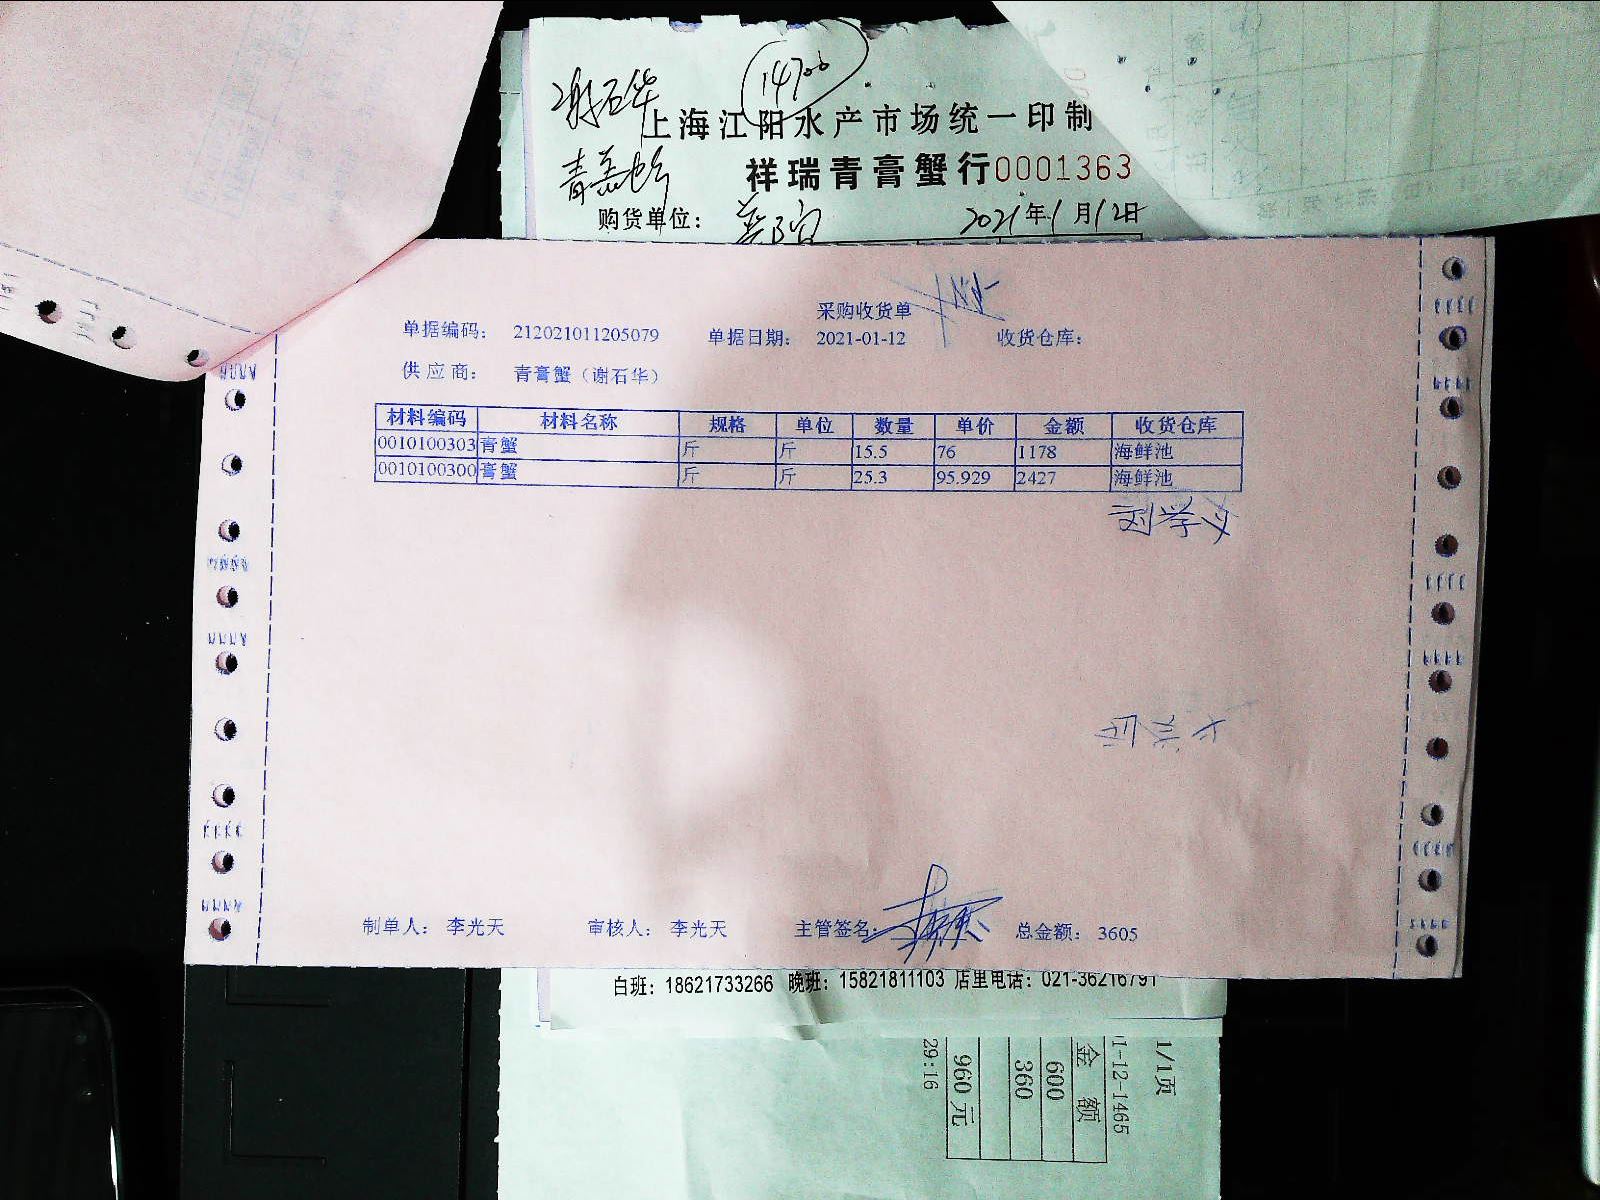 谢石华
14700
上海江阳水产市场统一印制
青膏蟹
祥瑞青膏蟹行0001363
购货单位:
2021年1月12日
采购收货单
单据编码: 212021011205079 单据日期: 2021-01-12 收货仓库:
供应商: 青膏蟹(谢石华)
材料编码 材料名称 规格 单位 数量 单价 金额 收货仓库
0010100303 青蟹 斤 斤 15.5 76 1178 海鲜池
0010100300 膏蟹 斤 斤 25.3 95.929 2427 海鲜池
刘学义
制单人: 李光天 审核人: 李光天 主管签名: 总金额: 3605
白班: 18621733266 晚班: 15821811103 店里电话: 021-36216791
1/1页
01-12-1465
金额
600
360
960元
29:16